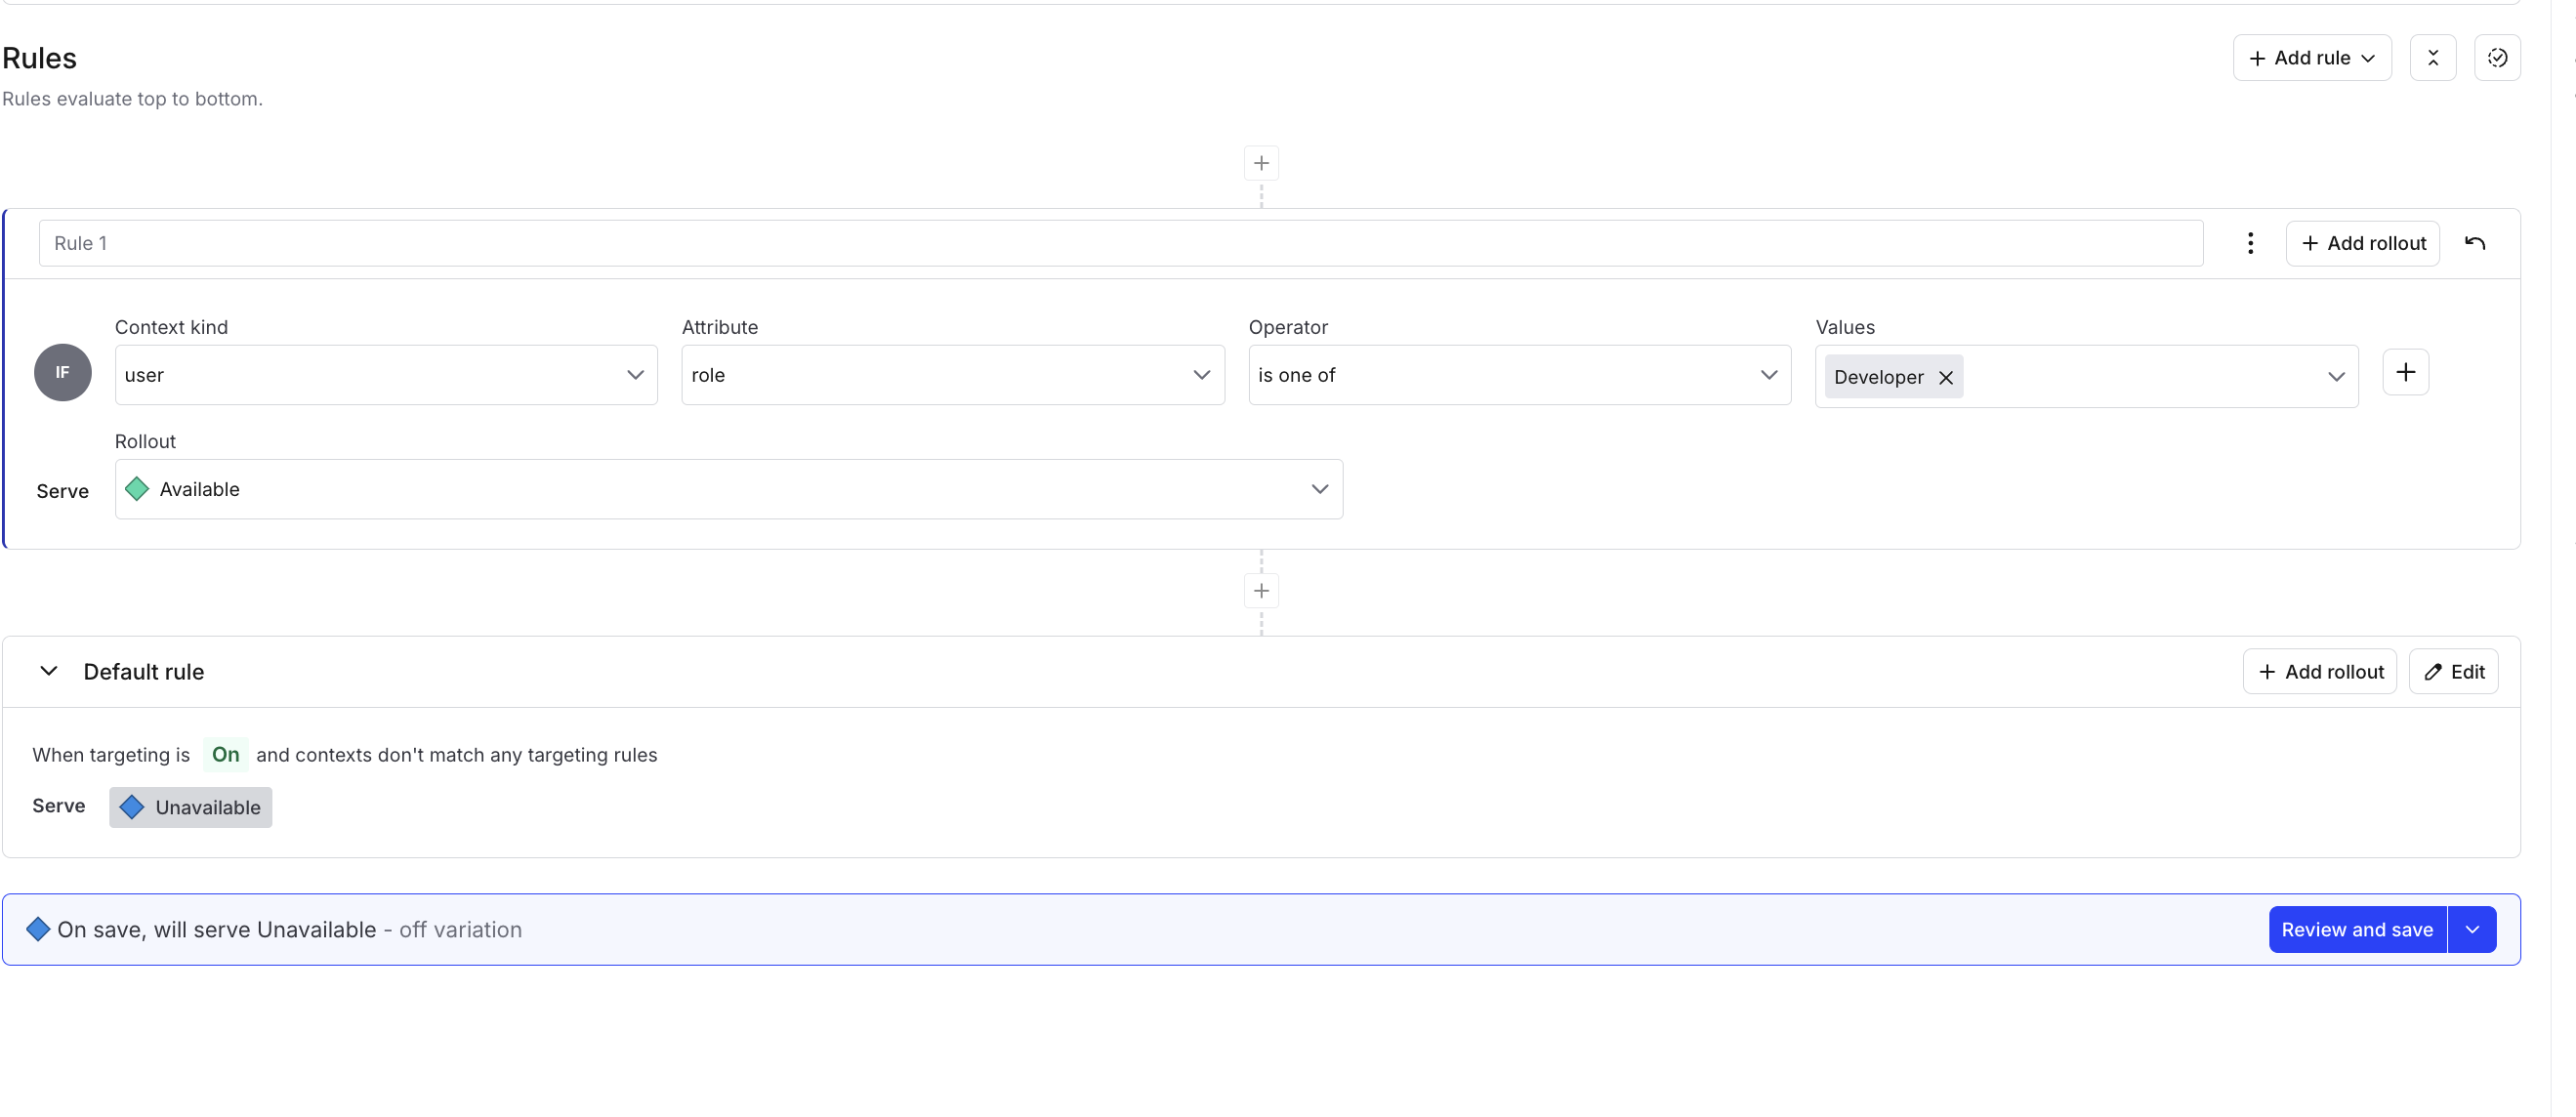 Rules
Add rule
Rules evaluate top to bottom.
Rule 1
Add rollout
IF
Context kind
user
Attribute
role
Operator
is one of
Values
Developer
Rollout
Serve
Available
Default rule
Add rollout
Edit
When targeting is On and contexts don't match any targeting rules
Serve
Unavailable
On save, will serve Unavailable - off variation
Review and save